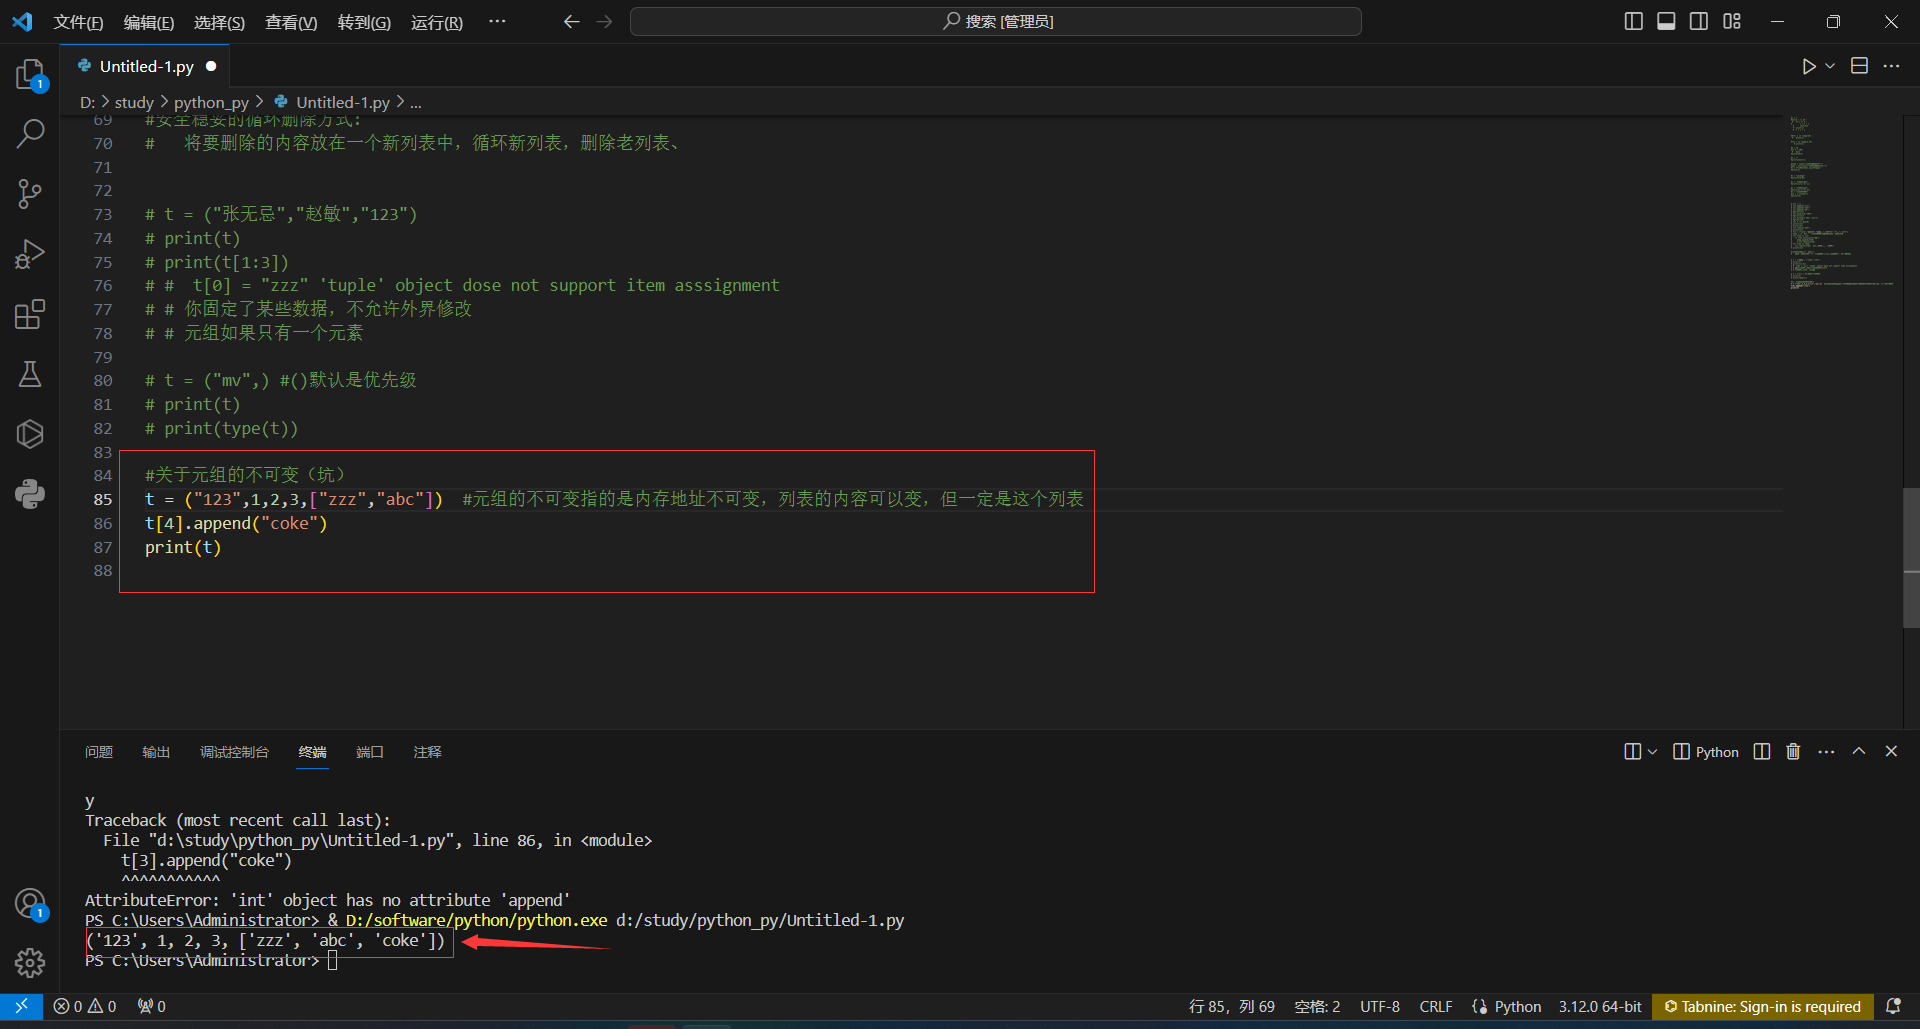 文件(F) 编辑(E) 选择(S) 查看(V) 转到(G) 运行(R) ··· 搜索 [管理员]
Untitled-1.py
D: > study > python_py > Untitled-1.py > ...
69 #安全稳妥的循环删除方式：
70 # 将要删除的内容放在一个新列表中，循环新列表，删除老列表、
71
72
73 # t = ("张无忌","赵敏","123")
74 # print(t)
75 # print(t[1:3])
76 # # t[0] = "zzz" 'tuple' object dose not support item asssignment
77 # # 你固定了某些数据，不允许外界修改
78 # # 元组如果只有一个元素
79
80 # t = ("mv",) #()默认是优先级
81 # print(t)
82 # print(type(t))
83
84 #关于元组的不可变（坑）
85 t = ("123",1,2,3,["zzz","abc"]) #元组的不可变指的是内存地址不可变，列表的内容可以变，但一定是这个列表
86 t[4].append("coke")
87 print(t)
88
问题 输出 调试控制台 终端 端口 注释 Python
y
Traceback (most recent call last):
File "d:\study\python_py\Untitled-1.py", line 86, in <module>
t[3].append("coke")
^^^^^^^^^^^
AttributeError: 'int' object has no attribute 'append'
PS C:\Users\Administrator> & D:/software/python/python.exe d:/study/python_py/Untitled-1.py
('123', 1, 2, 3, ['zzz', 'abc', 'coke'])
PS C:\Users\Administrator>
0 0 0 行 85，列 69 空格: 2 UTF-8 CRLF Python 3.12.0 64-bit Tabnine: Sign-in is required